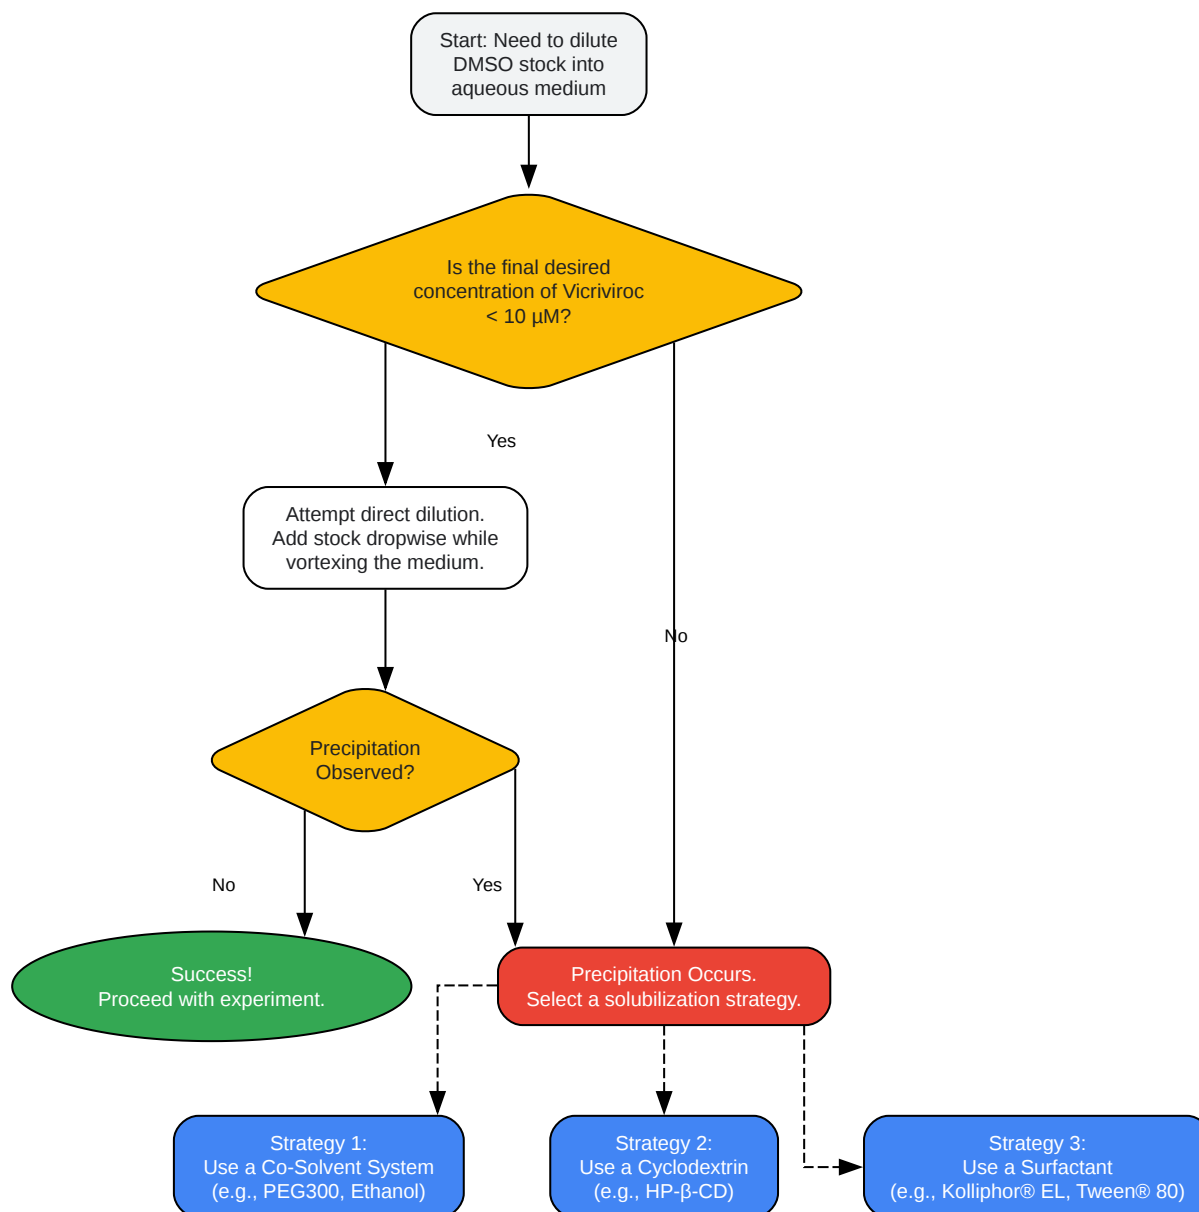 Start: Need to dilute
DMSO stock into
aqueous medium
Is the final desired
concentration of Vicriviroc
< 10 µM?
Yes
Attempt direct dilution.
Add stock dropwise while
vortexing the medium.
No
Precipitation
Observed?
No
Yes
Success!
Proceed with experiment.
Precipitation Occurs.
Select a solubilization strategy.
Strategy 1:
Use a Co-Solvent System
(e.g., PEG300, Ethanol)
Strategy 2:
Use a Cyclodextrin
(e.g., HP-β-CD)
Strategy 3:
Use a Surfactant
(e.g., Kolliphor® EL, Tween® 80)